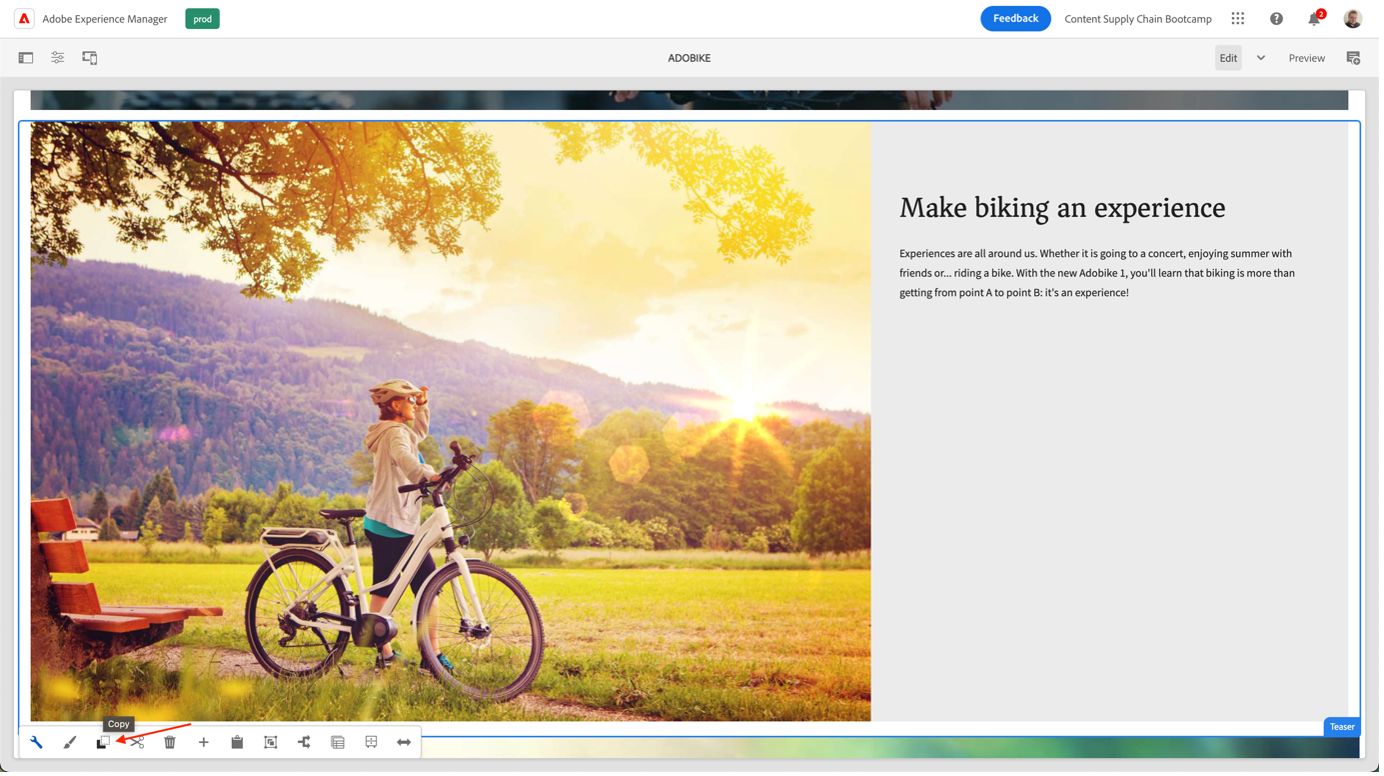 Adobe Experience Manager
prod
Feedback
Content Supply Chain Bootcamp
2
ADOBIKE
Edit
Preview
Make biking an experience
Experiences are all around us. Whether it is going to a concert, enjoying summer with
friends or... riding a bike. With the new Adobike 1, you'll learn that biking is more than
getting from point A to point B: it's an experience!
Copy
Teaser